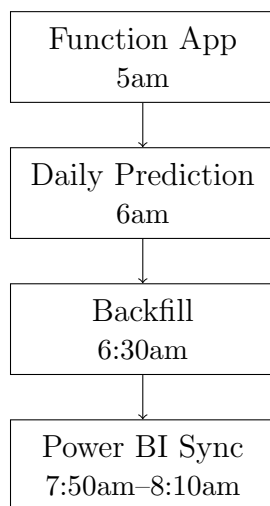 Function App
5am
Daily Prediction
6am
Backfill
6:30am
Power BI Sync
7:50am–8:10am